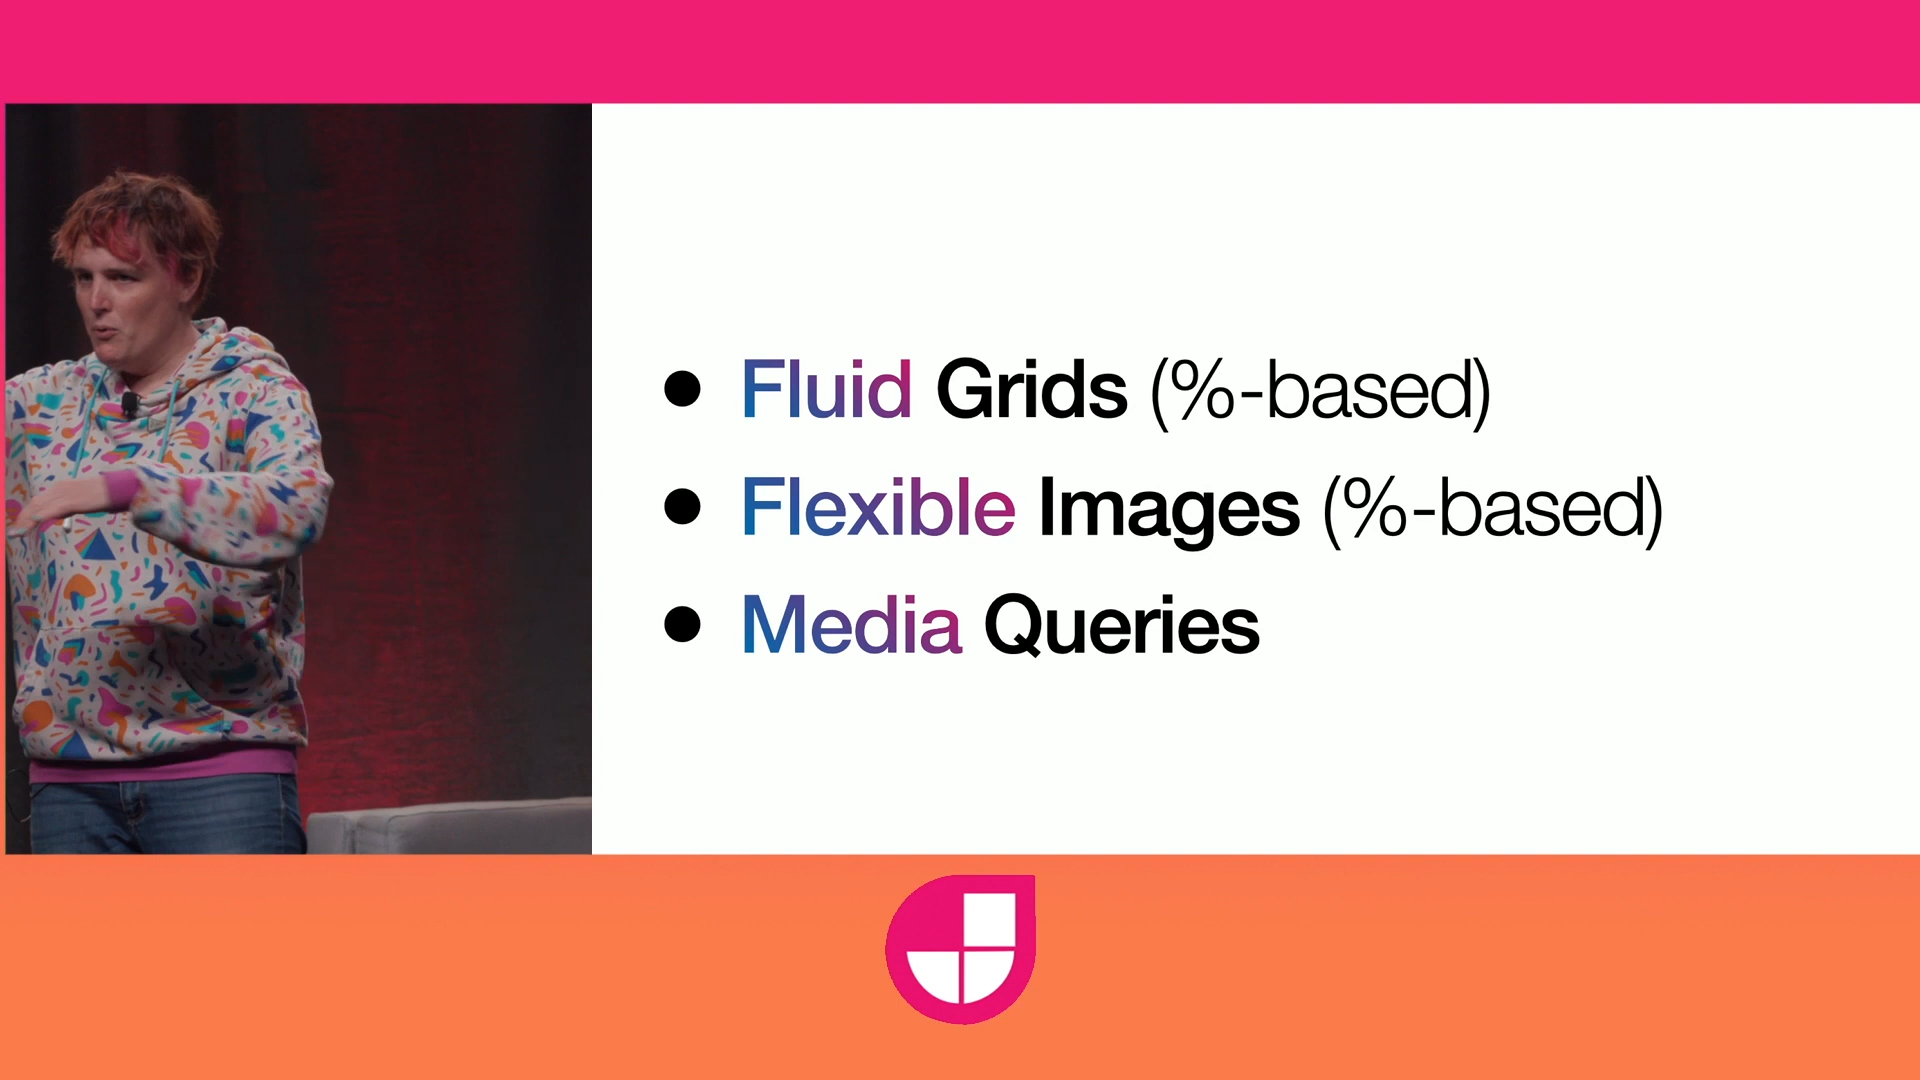 • Fluid Grids (%-based)
• Flexible Images (%-based)
• Media Queries